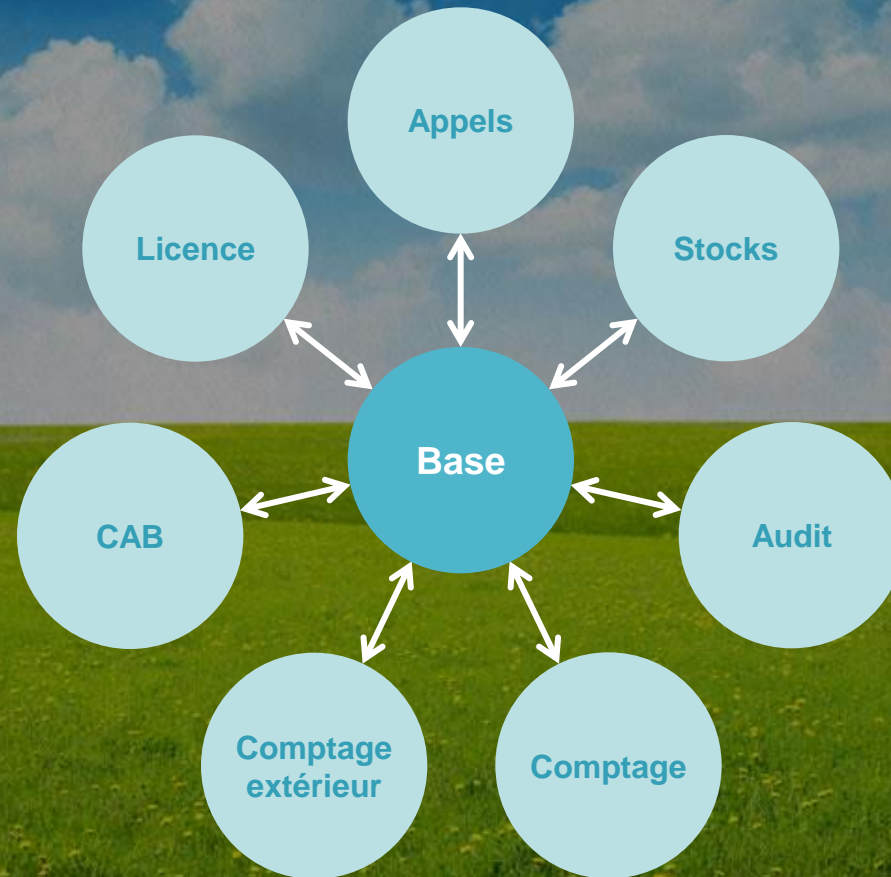 Appels
Licence
Stocks
Base
CAB
Audit
Comptage
extérieur
Comptage